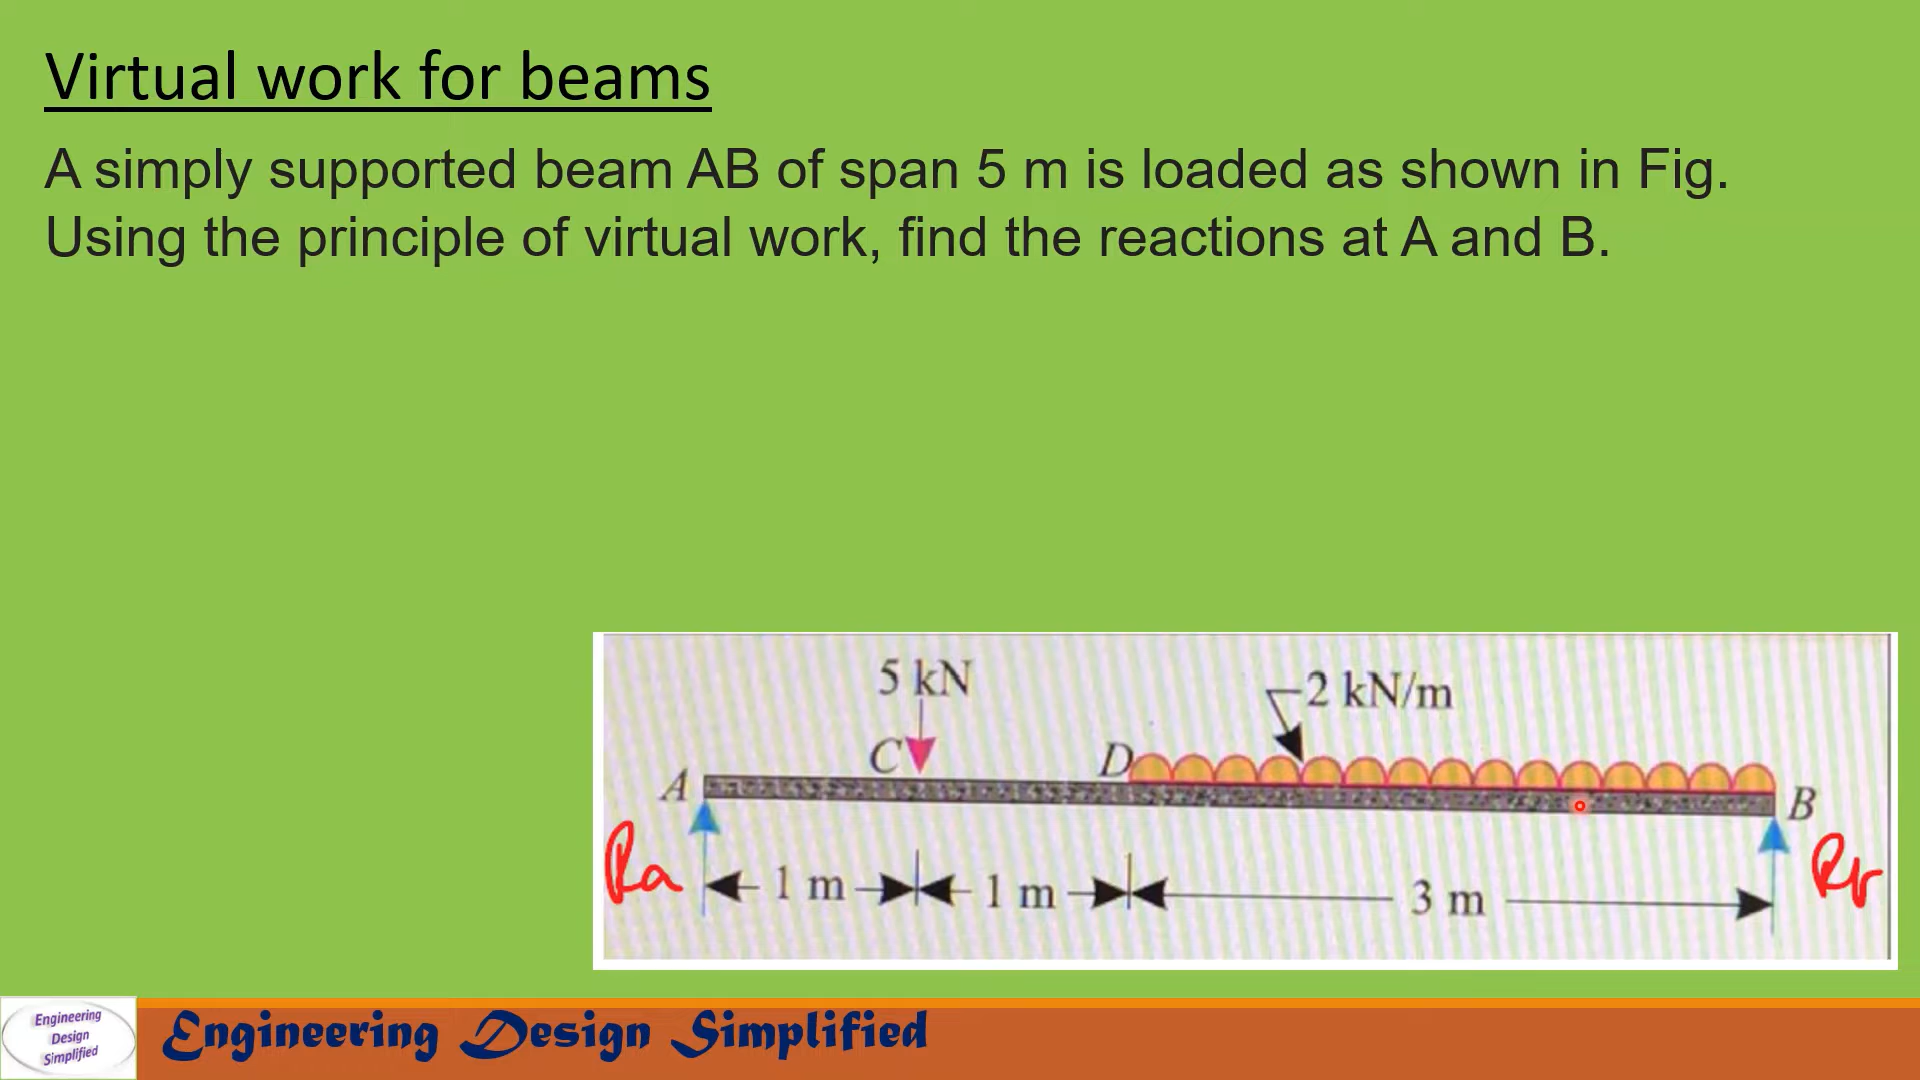 Virtual work for beams
A simply supported beam AB of span 5 m is loaded as shown in Fig.
Using the principle of virtual work, find the reactions at A and B.
5 kN
2 kN/m
C
D
A
B
Ra
1 m
1 m
3 m
Rb
Engineering
Design
Simplified
Engineering Design Simplified